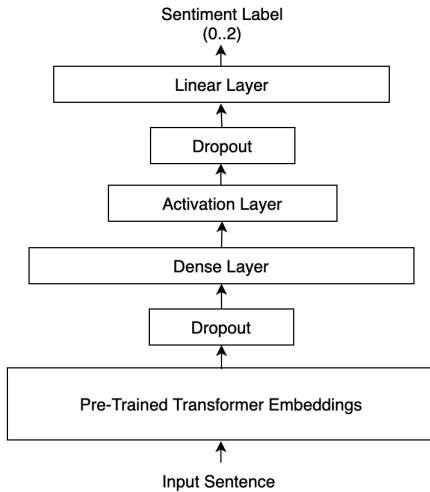 Sentiment Label
(0..2)
Linear Layer
Dropout
Activation Layer
Dense Layer
Dropout
Pre-Trained Transformer Embeddings
Input Sentence